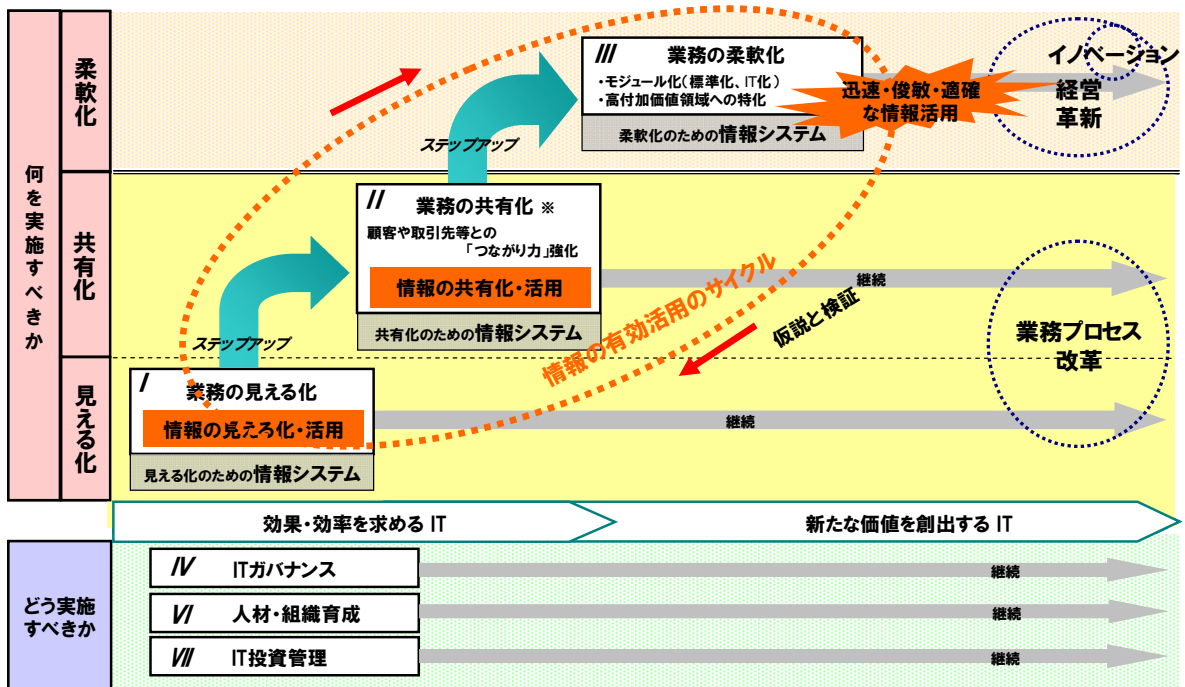 何を実施すべきか
柔軟化
共有化
見える化
III 業務の柔軟化
・モジュール化(標準化、IT化)
・高付加価値領域への特化
柔軟化のための情報システム
迅速・俊敏・適確
な情報活用
イノベーション
経営
革新
ステップアップ
II 業務の共有化 ※
顧客や取引先等との
「つながり力」強化
情報の共有化・活用
共有化のための情報システム
継続
情報の有効活用のサイクル
仮説と検証
業務プロセス
改革
ステップアップ
I 業務の見える化
情報の見える化・活用
見える化のための情報システム
継続
効果・効率を求める IT
新たな価値を創出する IT
どう実施
すべきか
IV ITガバナンス
継続
VI 人材・組織育成
継続
VII IT投資管理
継続